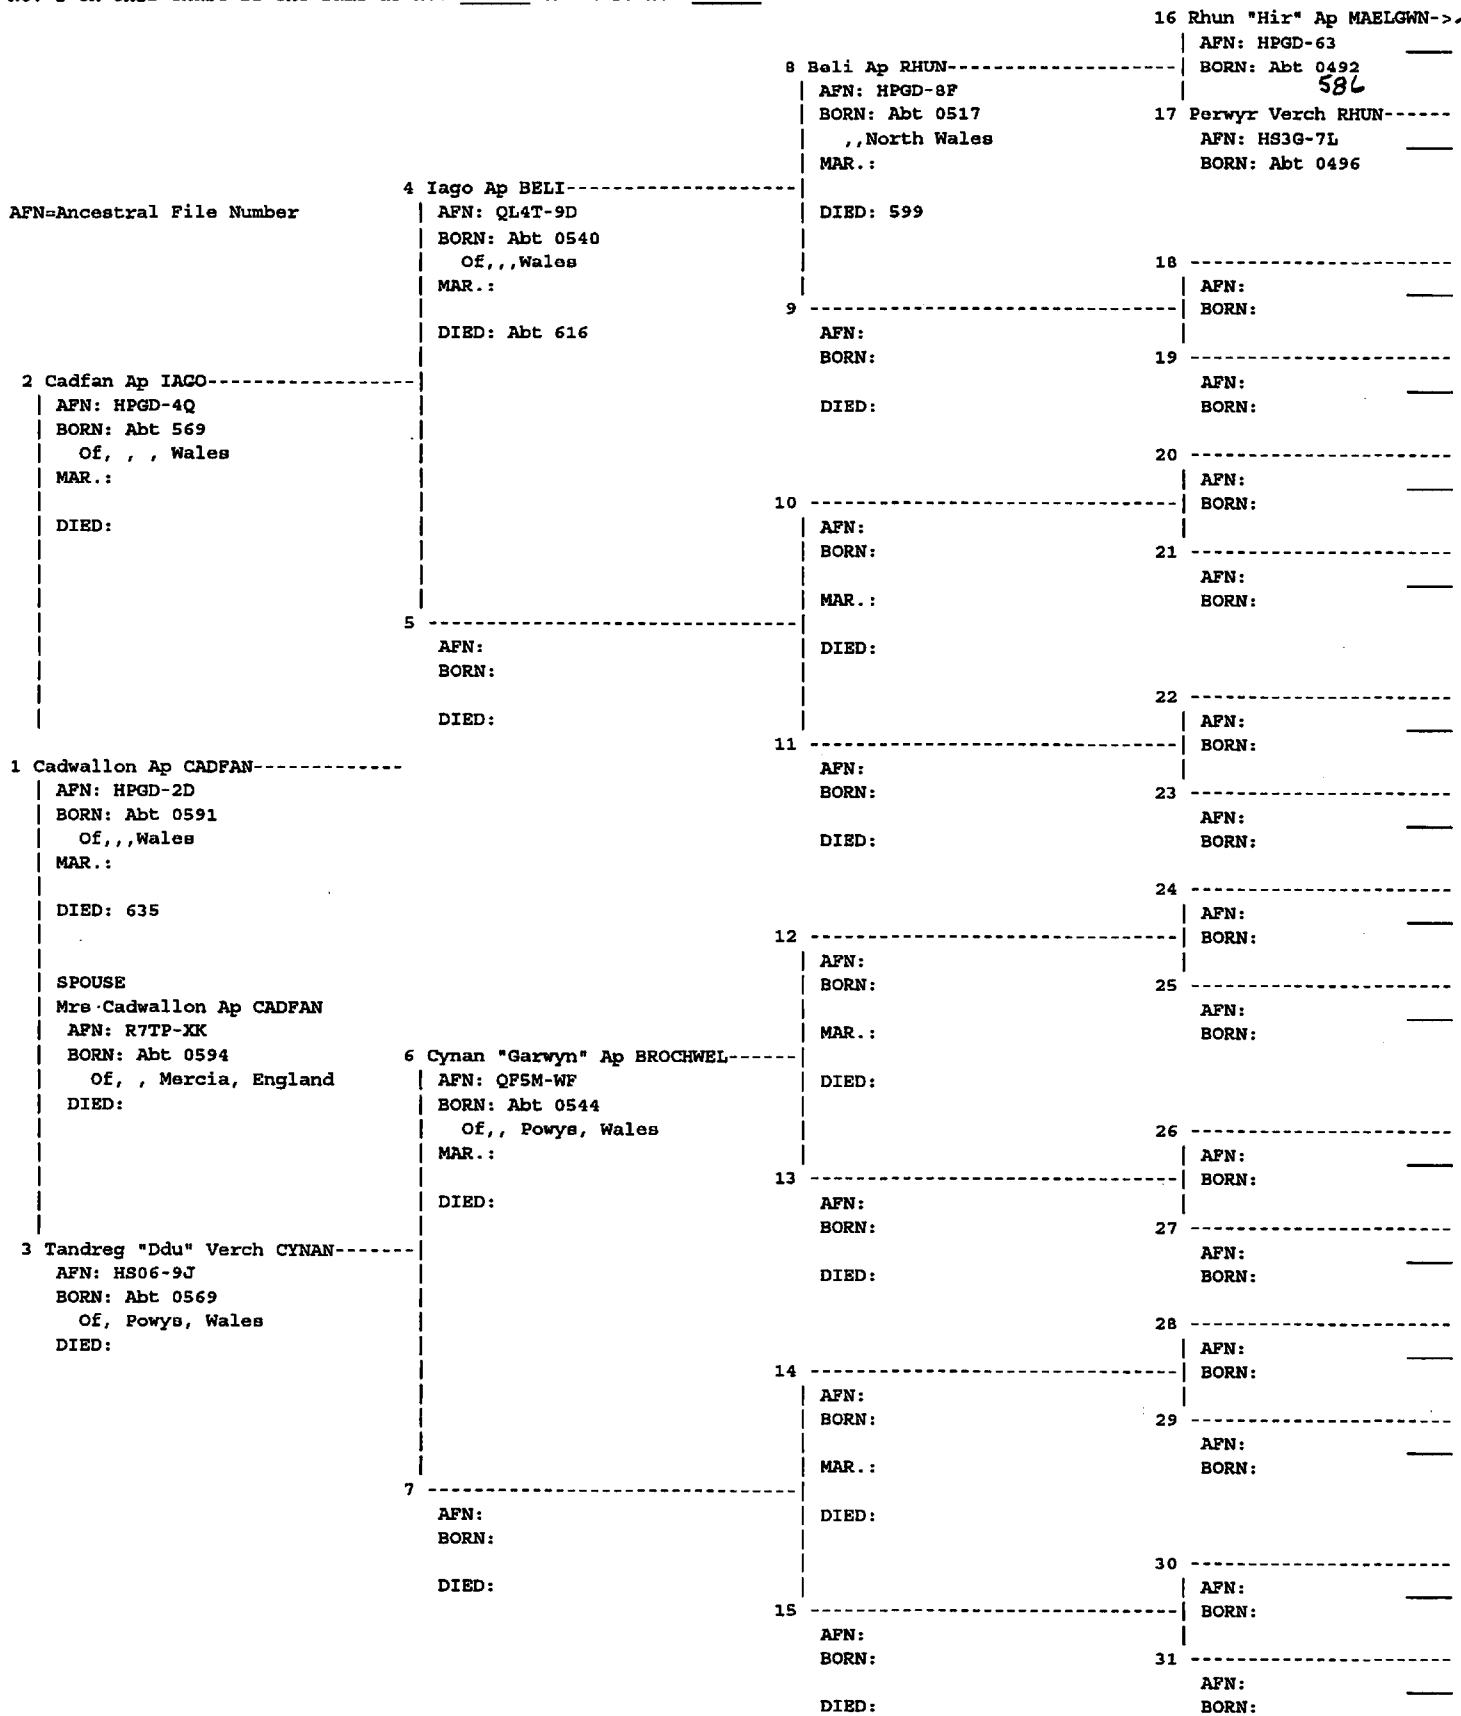 16 Rhun "Hir" Ap MAELGWN->
AFN: HPGD-63
8 Beli Ap RHUN------------------- BORN: Abt 0492
586
AFN: HPGD-8F
BORN: Abt 0517
17 Perwyr Verch RHUN------
,,North Wales
AFN: HS3G-7L
MAR.:
BORN: Abt 0496
4 Iago Ap BELI-------------------
AFN=Ancestral File Number
AFN: QL4T-9D
DIED: 599
BORN: Abt 0540
Of,,,Wales
18 ------------------------
MAR.:
AFN:
9 ------------------------------ BORN:
DIED: Abt 616
AFN:
BORN:
19 ------------------------
2 Cadfan Ap IAGO-----------------
AFN:
AFN: HPGD-4Q
DIED:
BORN:
BORN: Abt 569
Of, , , Wales
20 ------------------------
MAR.:
AFN:
10 ------------------------------ BORN:
DIED:
AFN:
BORN:
21 ------------------------
AFN:
MAR.:
BORN:
5 -------------------------------
AFN:
DIED:
BORN:
22 ------------------------
DIED:
AFN:
11 ------------------------------ BORN:
1 Cadwallon Ap CADFAN-------------
AFN:
AFN: HPGD-2D
BORN:
23 ------------------------
BORN: Abt 0591
AFN:
Of,,,Wales
DIED:
BORN:
MAR.:
24 ------------------------
DIED: 635
AFN:
12 ------------------------------ BORN:
AFN:
SPOUSE
BORN:
25 ------------------------
Mrs Cadwallon Ap CADFAN
AFN:
AFN: R7TP-XK
MAR.:
BORN:
BORN: Abt 0594
6 Cynan "Garwyn" Ap BROCHWEL------
Of, , Mercia, England
AFN: QF5M-WF
DIED:
DIED:
BORN: Abt 0544
Of,, Powys, Wales
26 ------------------------
MAR.:
AFN:
13 ------------------------------ BORN:
DIED:
AFN:
BORN:
27 ------------------------
3 Tandreg "Ddu" Verch CYNAN-------
AFN:
AFN: HS06-9J
DIED:
BORN:
BORN: Abt 0569
Of, Powys, Wales
28 ------------------------
DIED:
AFN:
14 ------------------------------ BORN:
AFN:
BORN:
29 ------------------------
AFN:
MAR.:
BORN:
7 -------------------------------
AFN:
DIED:
BORN:
30 ------------------------
DIED:
AFN:
15 ------------------------------ BORN:
AFN:
BORN:
31 ------------------------
AFN:
DIED:
BORN: